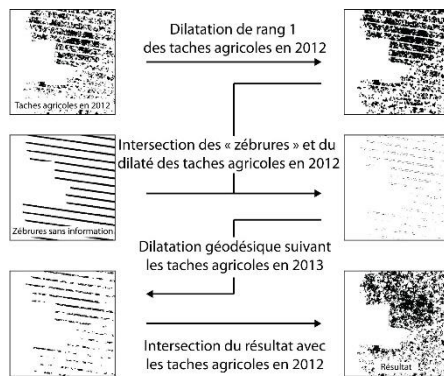 Dilatation de rang 1
des taches agricoles en 2012
Taches agricoles en 2012
Intersection des « zébrures » et du
dilaté des taches agricoles en 2012
Zébrures sans information
Dilatation géodésique suivant
les taches agricoles en 2013
Intersection du résultat avec
les taches agricoles en 2012
Résultat